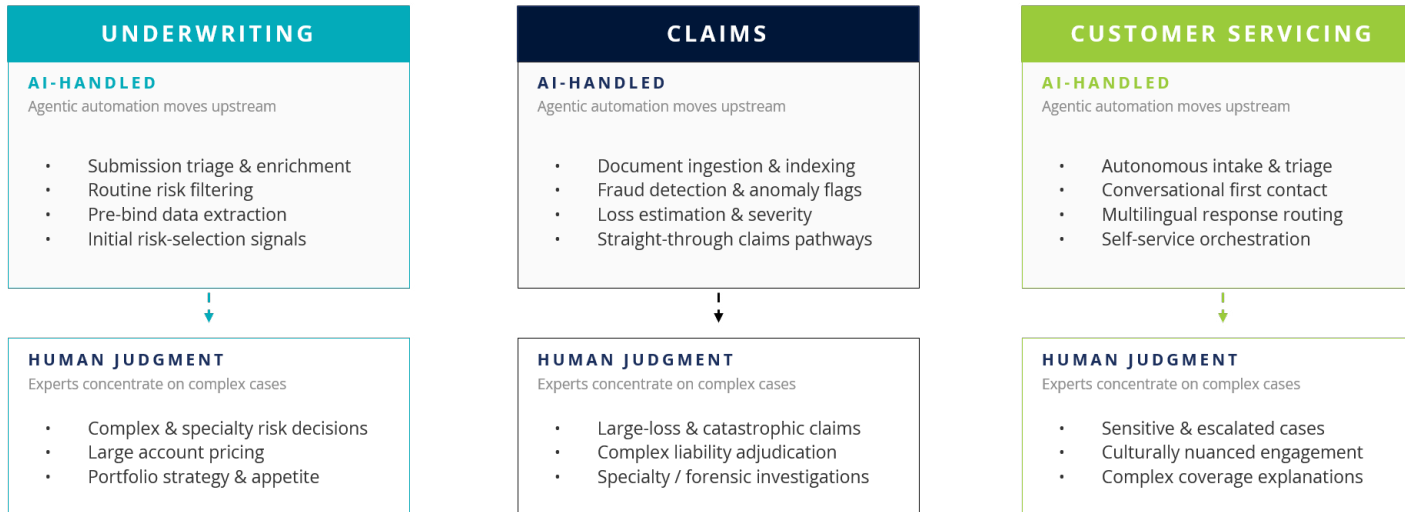 UNDERWRITING
AI-HANDLED
Agentic automation moves upstream
• Submission triage & enrichment
• Routine risk filtering
• Pre-bind data extraction
• Initial risk-selection signals
HUMAN JUDGMENT
Experts concentrate on complex cases
• Complex & specialty risk decisions
• Large account pricing
• Portfolio strategy & appetite
CLAIMS
AI-HANDLED
Agentic automation moves upstream
• Document ingestion & indexing
• Fraud detection & anomaly flags
• Loss estimation & severity
• Straight-through claims pathways
HUMAN JUDGMENT
Experts concentrate on complex cases
• Large-loss & catastrophic claims
• Complex liability adjudication
• Specialty / forensic investigations
CUSTOMER SERVICING
AI-HANDLED
Agentic automation moves upstream
• Autonomous intake & triage
• Conversational first contact
• Multilingual response routing
• Self-service orchestration
HUMAN JUDGMENT
Experts concentrate on complex cases
• Sensitive & escalated cases
• Culturally nuanced engagement
• Complex coverage explanations